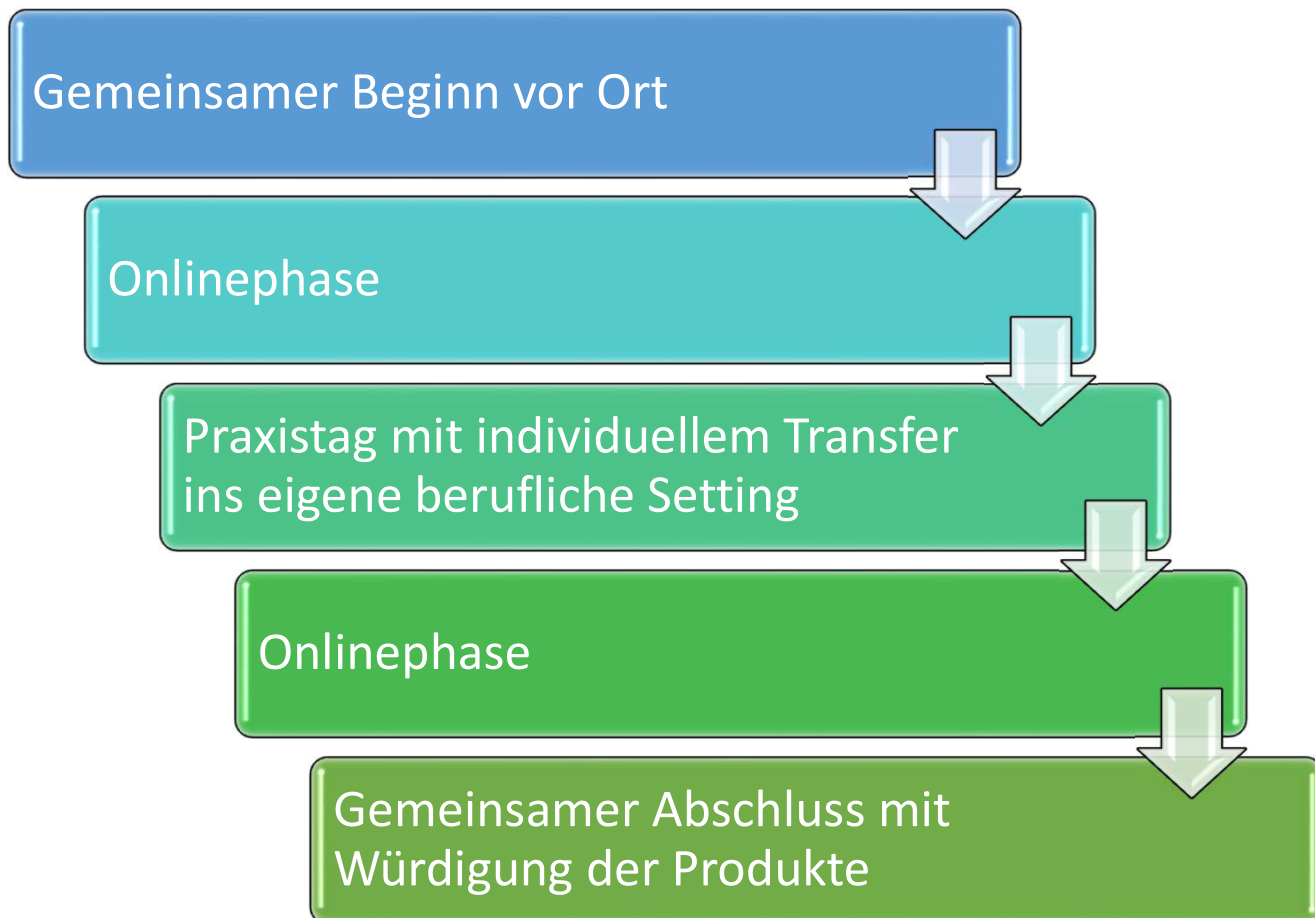 Gemeinsamer Beginn vor Ort
Onlinephase
Praxistag mit individuellem Transfer
ins eigene berufliche Setting
Onlinephase
Gemeinsamer Abschluss mit
Würdigung der Produkte